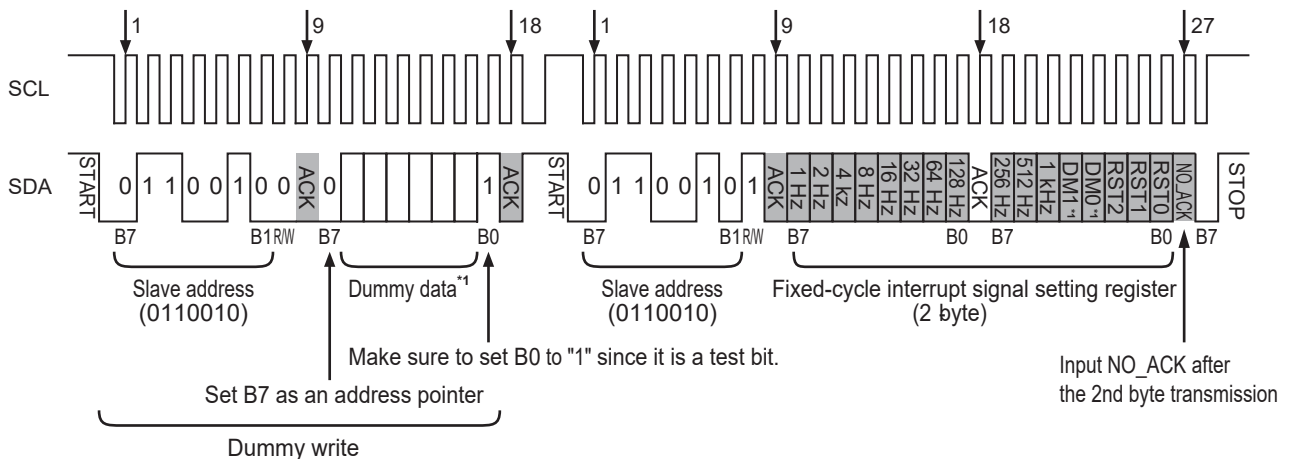 1 9 18 1 9 18 27
SCL
SDA START 0 1 1 0 0 1 0 0 ACK 0 1 ACK START 0 1 1 0 0 1 0 1 ACK 1 Hz 2 Hz 4 kz 8 Hz 16 Hz 32 Hz 64 Hz 128 Hz ACK 256 Hz 512 Hz 1 kHz DM1*1 DM0*1 RST2 RST1 RST0 NO_ACK STOP
B7 B1 R/W B7 B0 B7 B1 R/W B7 B0 B7 B0 B7
Slave address Dummy data*1 Slave address Fixed-cycle interrupt signal setting register
(0110010) (0110010) (2 byte)
Make sure to set B0 to "1" since it is a test bit.
Input NO_ACK after
the 2nd byte transmission
Set B7 as an address pointer
Dummy write